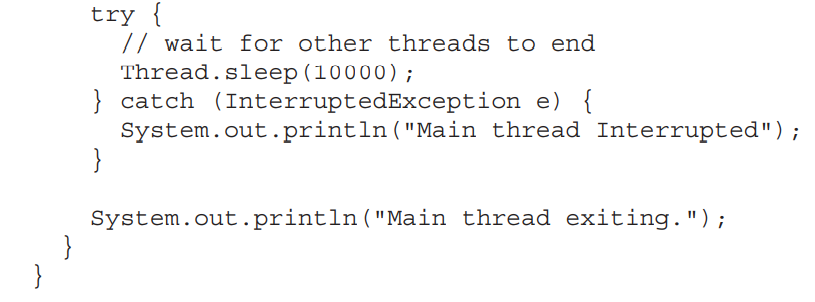 try {
// wait for other threads to end
Thread.sleep(10000);
} catch (InterruptedException e) {
System.out.println("Main thread Interrupted");
}
System.out.println("Main thread exiting.");
}
}